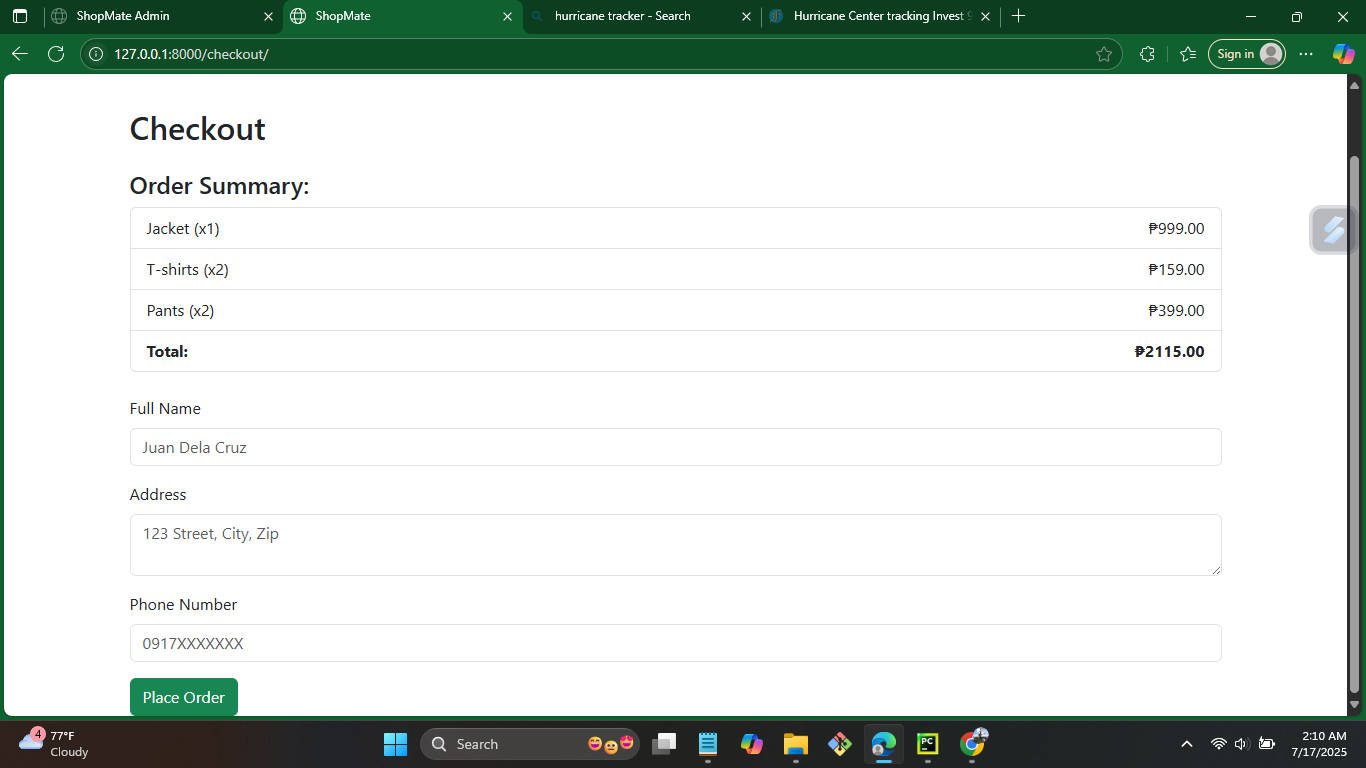 ShopMate Admin
ShopMate
hurricane tracker - Search
Hurricane Center tracking Invest 9
127.0.0.1:8000/checkout/
Sign in
Checkout
Order Summary:
Jacket (x1) ₱999.00
T-shirts (x2) ₱159.00
Pants (x2) ₱399.00
Total: ₱2115.00
Full Name
Juan Dela Cruz
Address
123 Street, City, Zip
Phone Number
0917XXXXXXX
Place Order
4
77°F
Cloudy
Search
PC
2:10 AM
7/17/2025